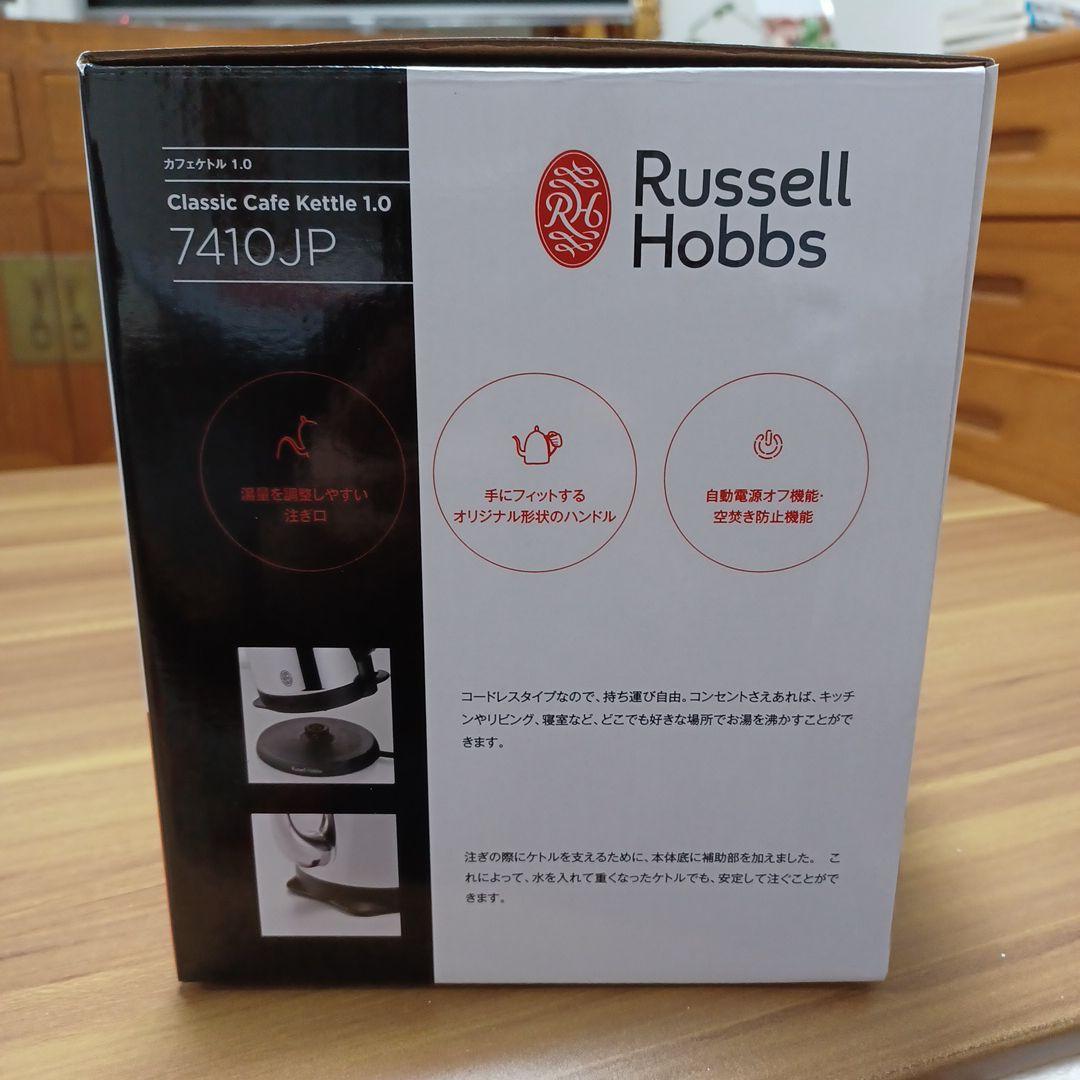 カフェケトル 1.0
Classic Cafe Kettle 1.0
7410JP
RH
Russell
Hobbs
湯量を調整しやすい
注ぎ口
手にフィットする
オリジナル形状のハンドル
自動電源オフ機能・
空焚き防止機能
コードレスタイプなので、持ち運び自由。コンセントさえあれば、キッチ
ンやリビング、寝室など、どこでも好きな場所でお湯を沸かすことがで
きます。
Russell Hobbs
注ぎの際にケトルを支えるために、本体底に補助部を加えました。 こ
れによって、水を入れて重くなったケトルでも、安定して注ぐことがで
きます。